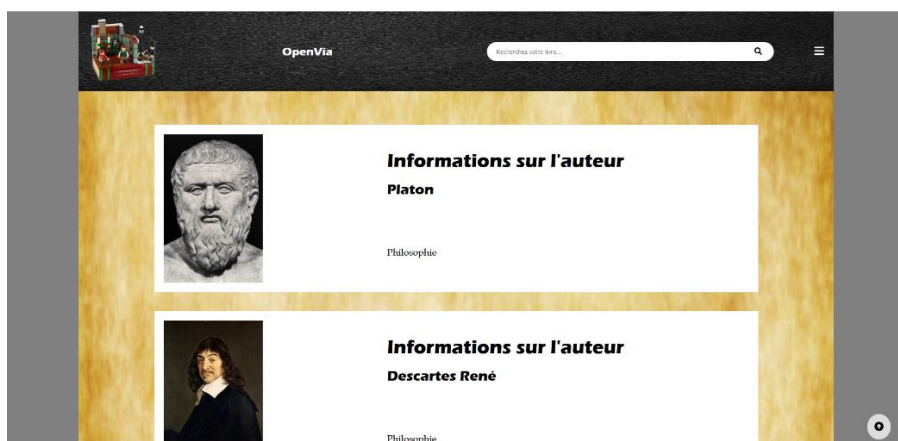 OpenVia
Recherchez votre livre...
Informations sur l'auteur
Platon
Philosophie
Informations sur l'auteur
Descartes René
Philosophie